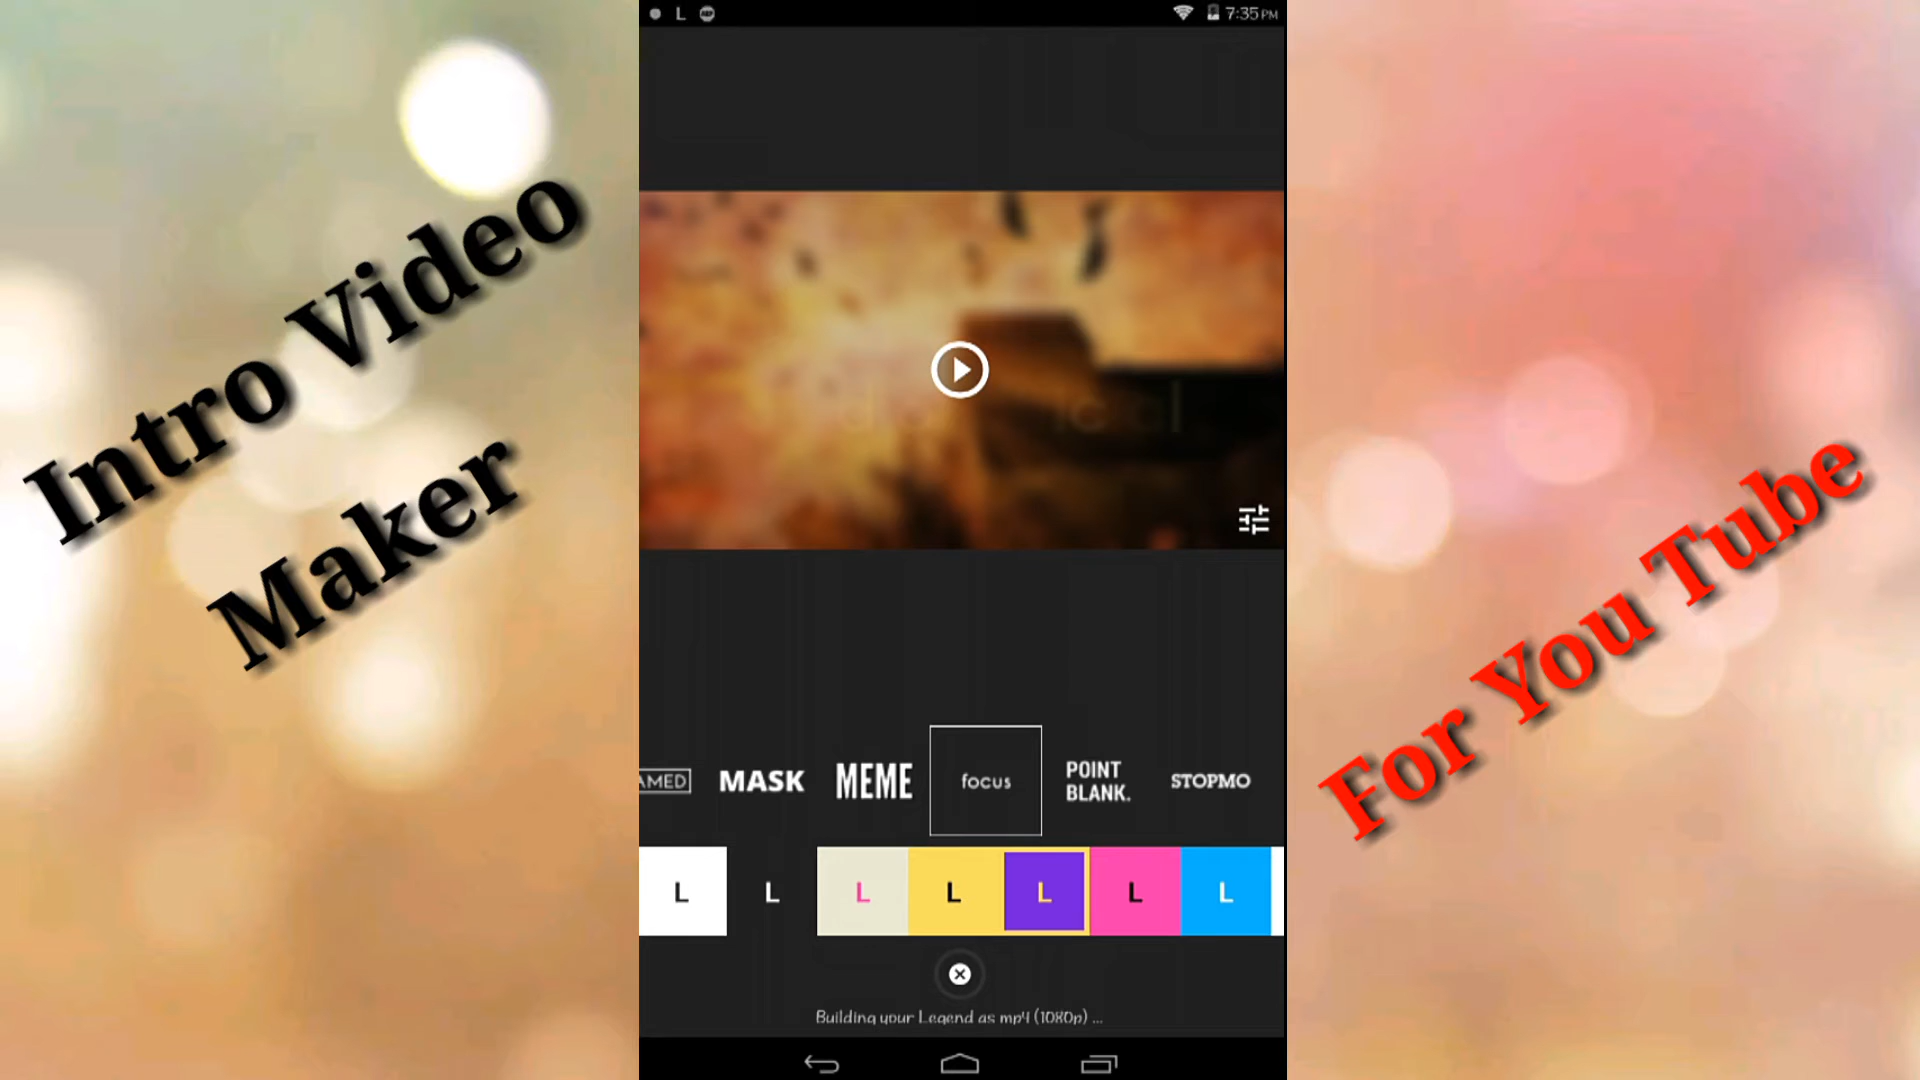 L
7:35 PM
Intro Video
Maker
For You Tube
AMED
MASK
MEME
focus
POINT
BLANK.
STOPMO
L
L
L
L
L
L
L
Building your Legend as mp4 (1080p) ...